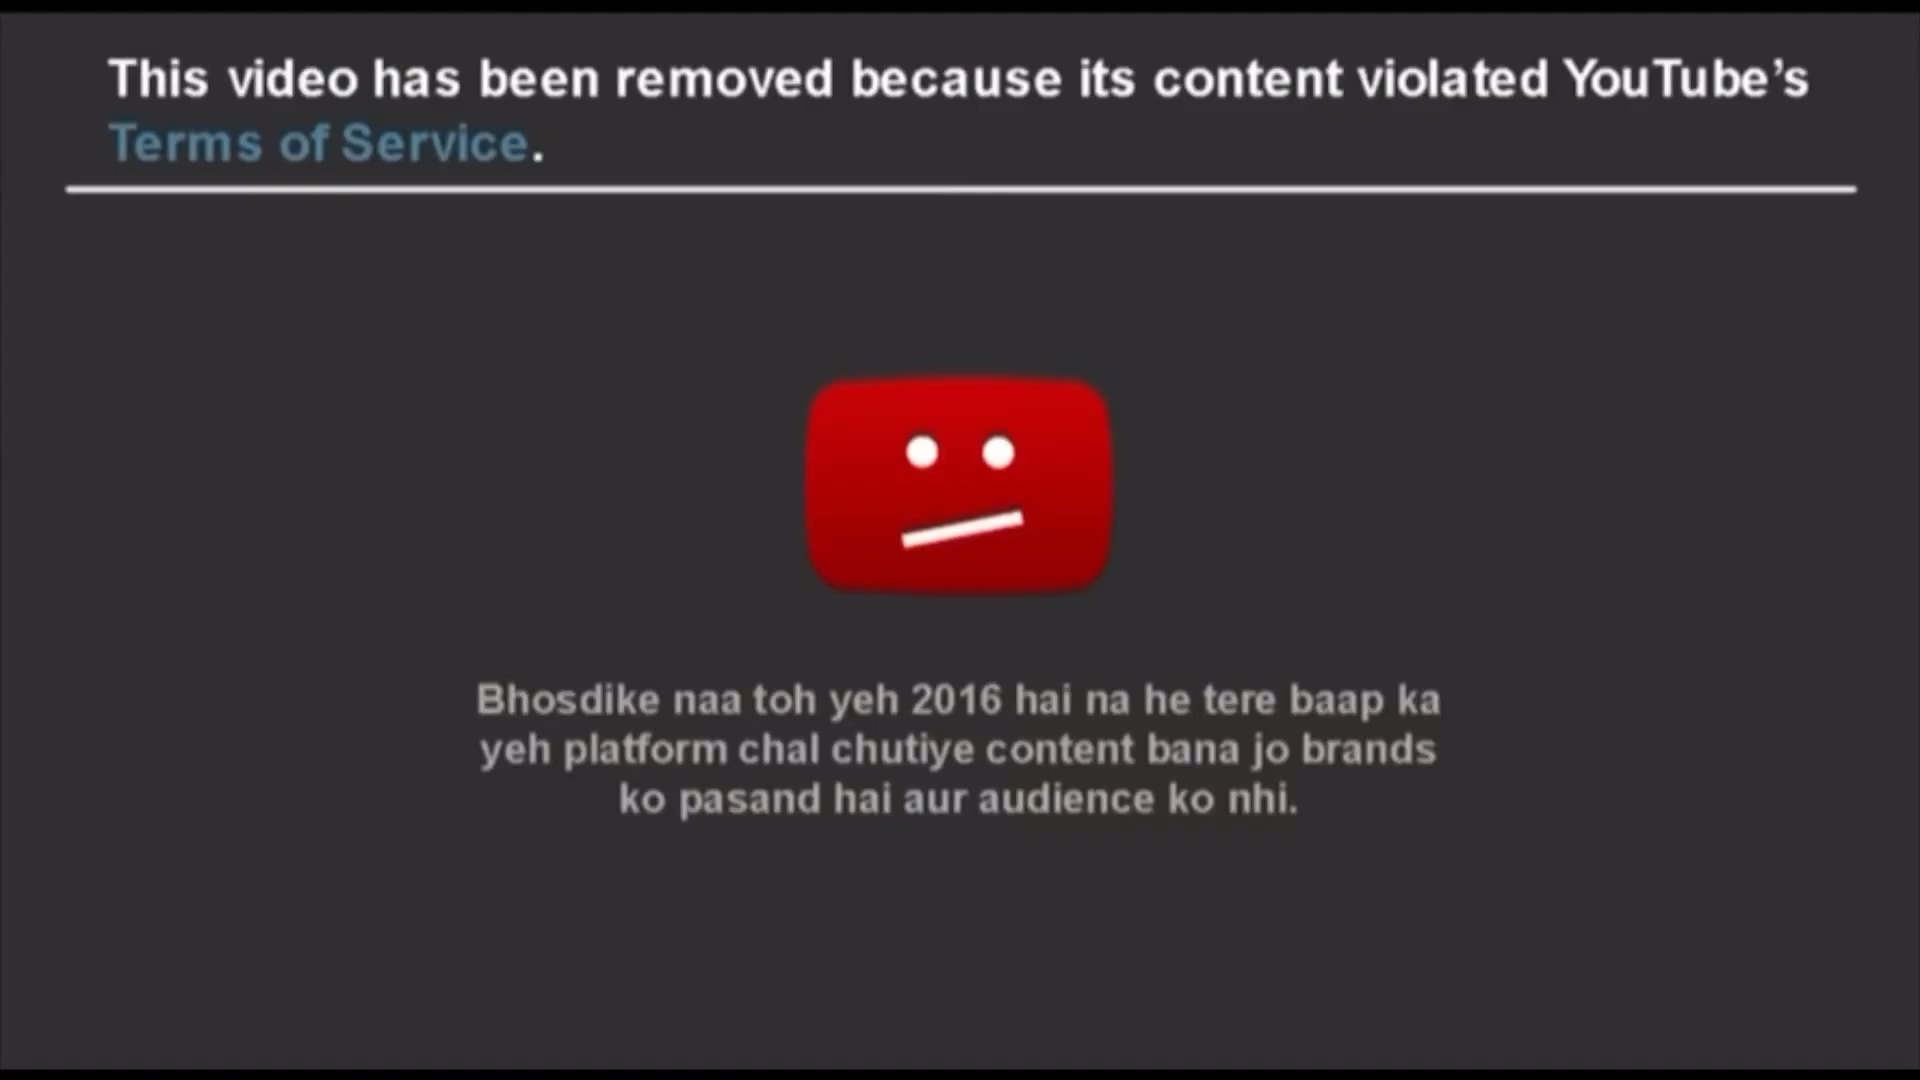 This video has been removed because its content violated YouTube’s
Terms of Service.
Bhosdike naa toh yeh 2016 hai na he tere baap ka
yeh platform chal chutiye content bana jo brands
ko pasand hai aur audience ko nhi.